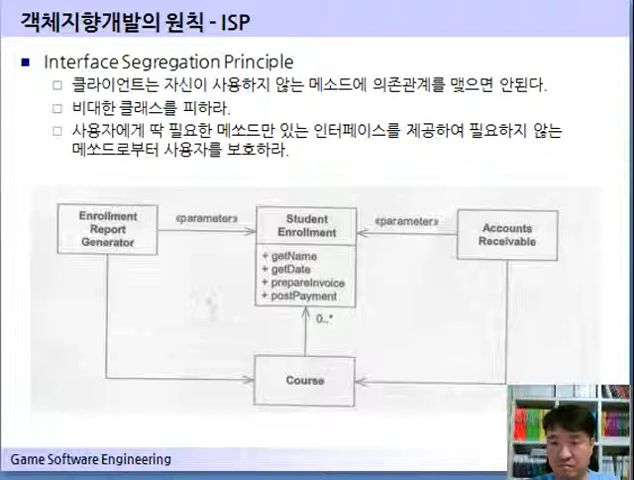 객체지향개발의 원칙 - ISP
Interface Segregation Principle
클라이언트는 자신이 사용하지 않는 메소드에 의존관계를 맺으면 안된다.
비대한 클래스를 피하라.
사용자에게 딱 필요한 메쏘드만 있는 인터페이스를 제공하여 필요하지 않는
메쏘드로부터 사용자를 보호하라.
Enrollment
Report
Generator
«parameter»
Student
Enrollment
+ getName
+ getDate
+ prepareInvoice
+ postPayment
«parameter»
Accounts
Receivable
0..*
Course
Game Software Engineering